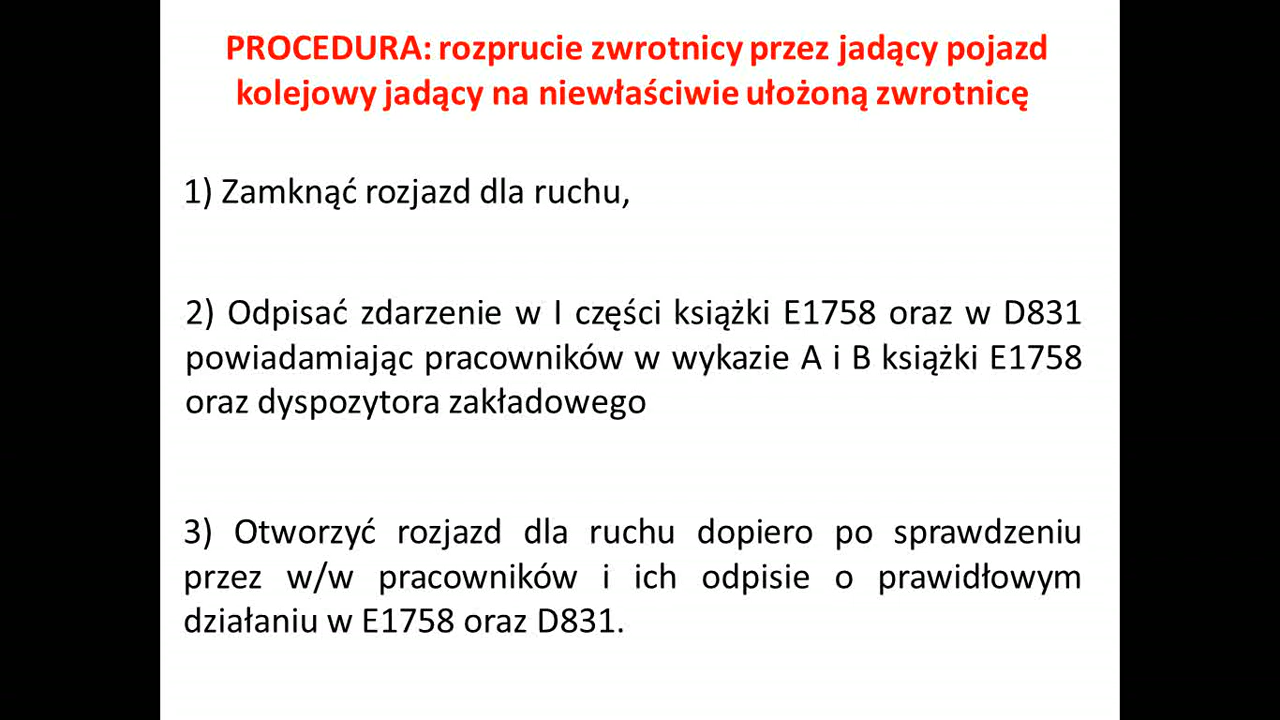 PROCEDURA: rozprucie zwrotnicy przez jadący pojazd
kolejowy jadący na niewłaściwie ułożoną zwrotnicę
1) Zamknąć rozjazd dla ruchu,
2) Odpisać zdarzenie w I części książki E1758 oraz w D831
powiadamiając pracowników w wykazie A i B książki E1758
oraz dyspozytora zakładowego
3) Otworzyć rozjazd dla ruchu dopiero po sprawdzeniu
przez w/w pracowników i ich odpisie o prawidłowym
działaniu w E1758 oraz D831.